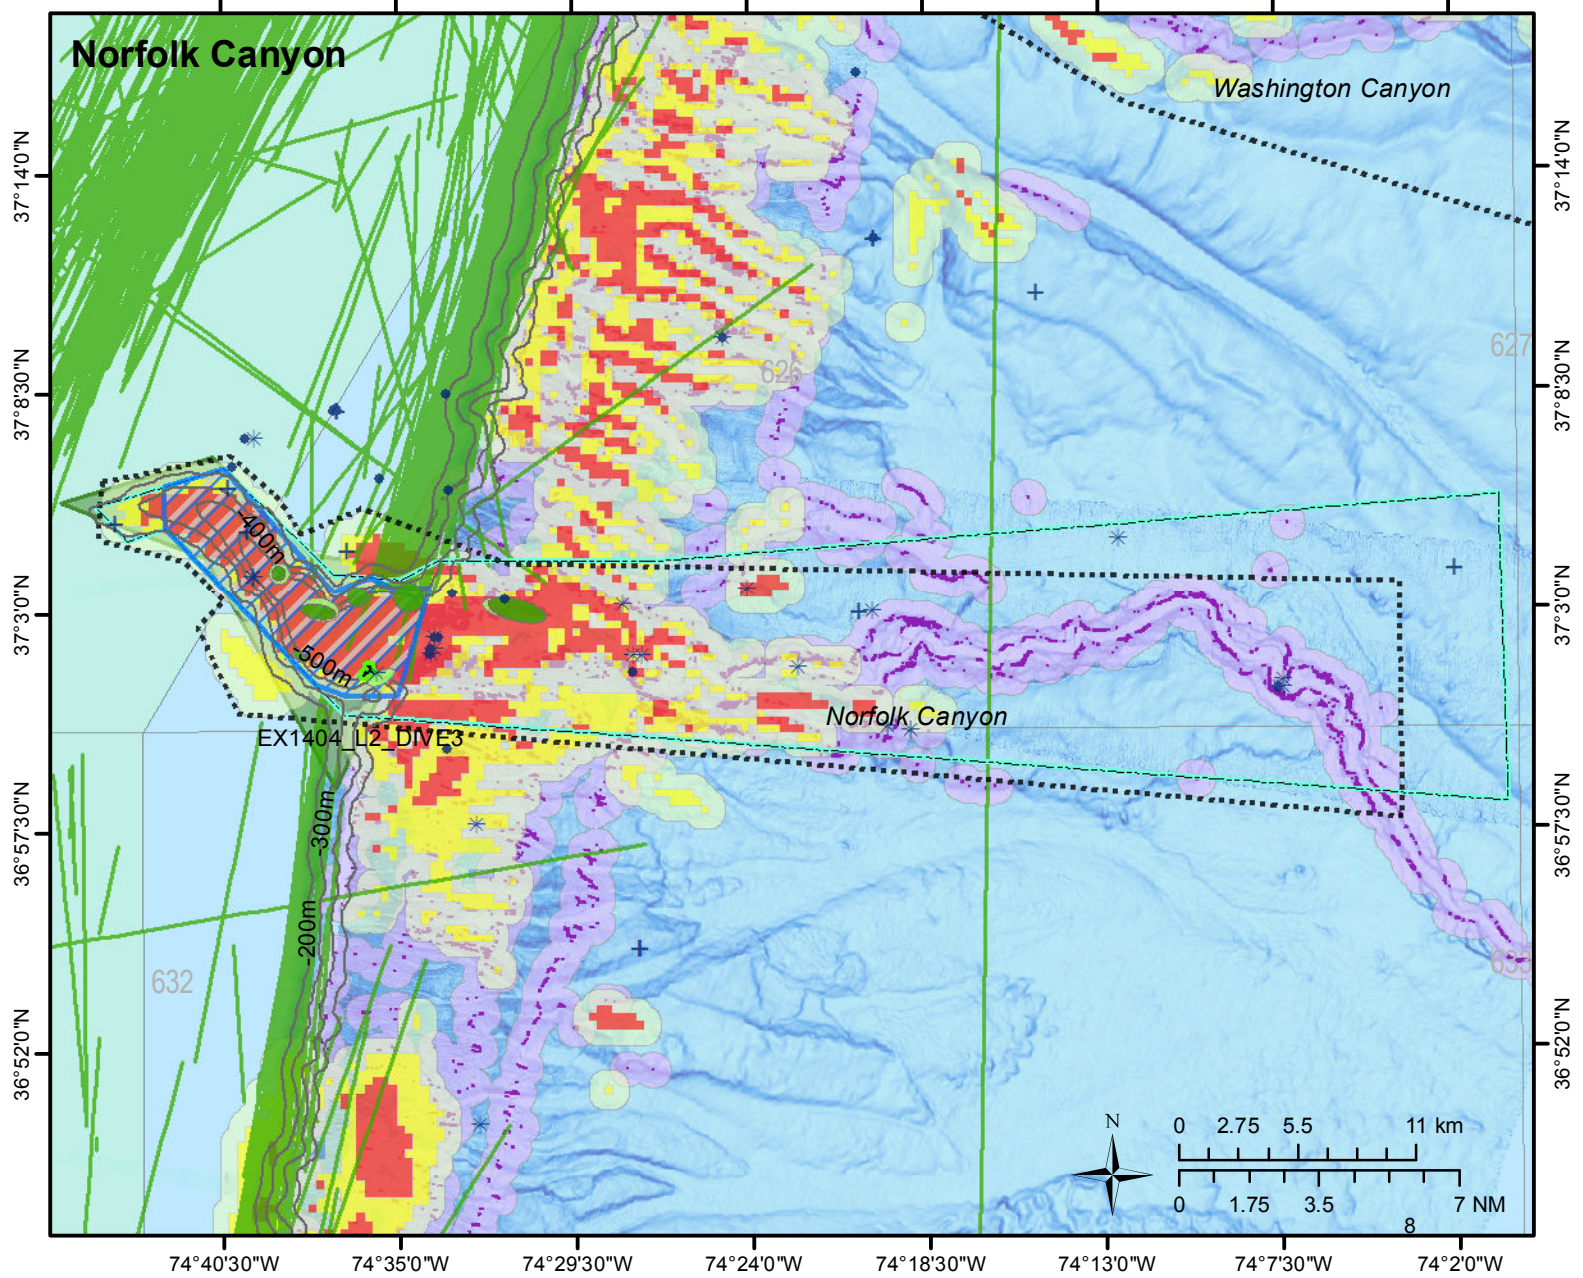 Norfolk Canyon
Washington Canyon
37°14'0"N
37°14'0"N
627
626
37°8'30"N
37°8'30"N
-400m
37°3'0"N
37°3'0"N
-500m
Norfolk Canyon
EX1404_L2_DIVE3
-300m
36°57'30"N
36°57'30"N
-200m
632
633
36°52'0"N
36°52'0"N
N
0 2.75 5.5 11 km
0 1.75 3.5 7 NM
8
74°40'30"W 74°35'0"W 74°29'30"W 74°24'0"W 74°18'30"W 74°13'0"W 74°7'30"W 74°2'0"W